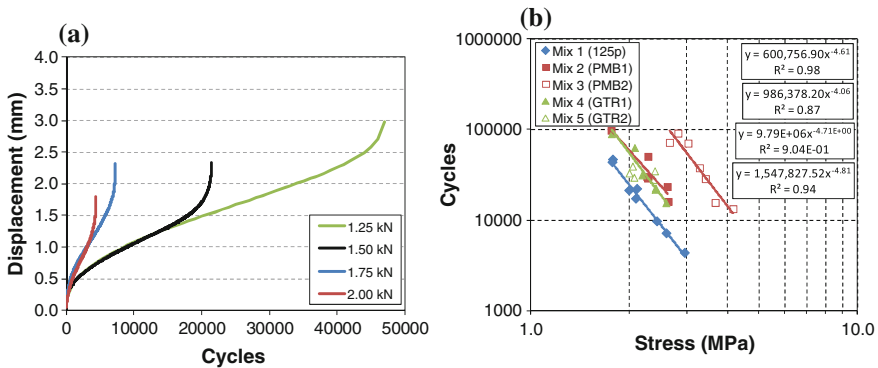 (a)
4.0
3.5
3.0
2.5
2.0
1.5
1.0
0.5
0.0
Displacement (mm)
1.25 kN
1.50 kN
1.75 kN
2.00 kN
0
10000
20000
30000
40000
50000
Cycles
(b)
1000000
100000
10000
1000
Cycles
Mix 1 (125p)
Mix 2 (PMB1)
Mix 3 (PMB2)
Mix 4 (GTR1)
Mix 5 (GTR2)
y = 600,756.90x^-4.61
R² = 0.98
y = 986,378.20x^-4.06
R² = 0.87
y = 9.79E+06x^-4.71E+00
R² = 9.04E-01
y = 1,547,827.52x^-4.81
R² = 0.94
1.0
10.0
Stress (MPa)